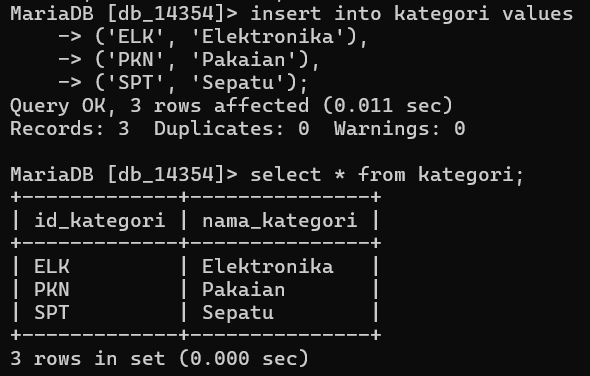 MariaDB [db_14354]> insert into kategori values
    -> ('ELK', 'Elektronika'),
    -> ('PKN', 'Pakaian'),
    -> ('SPT', 'Sepatu');
Query OK, 3 rows affected (0.011 sec)
Records: 3  Duplicates: 0  Warnings: 0

MariaDB [db_14354]> select * from kategori;
+-------------+---------------+
| id_kategori | nama_kategori |
+-------------+---------------+
| ELK         | Elektronika   |
| PKN         | Pakaian       |
| SPT         | Sepatu        |
+-------------+---------------+
3 rows in set (0.000 sec)